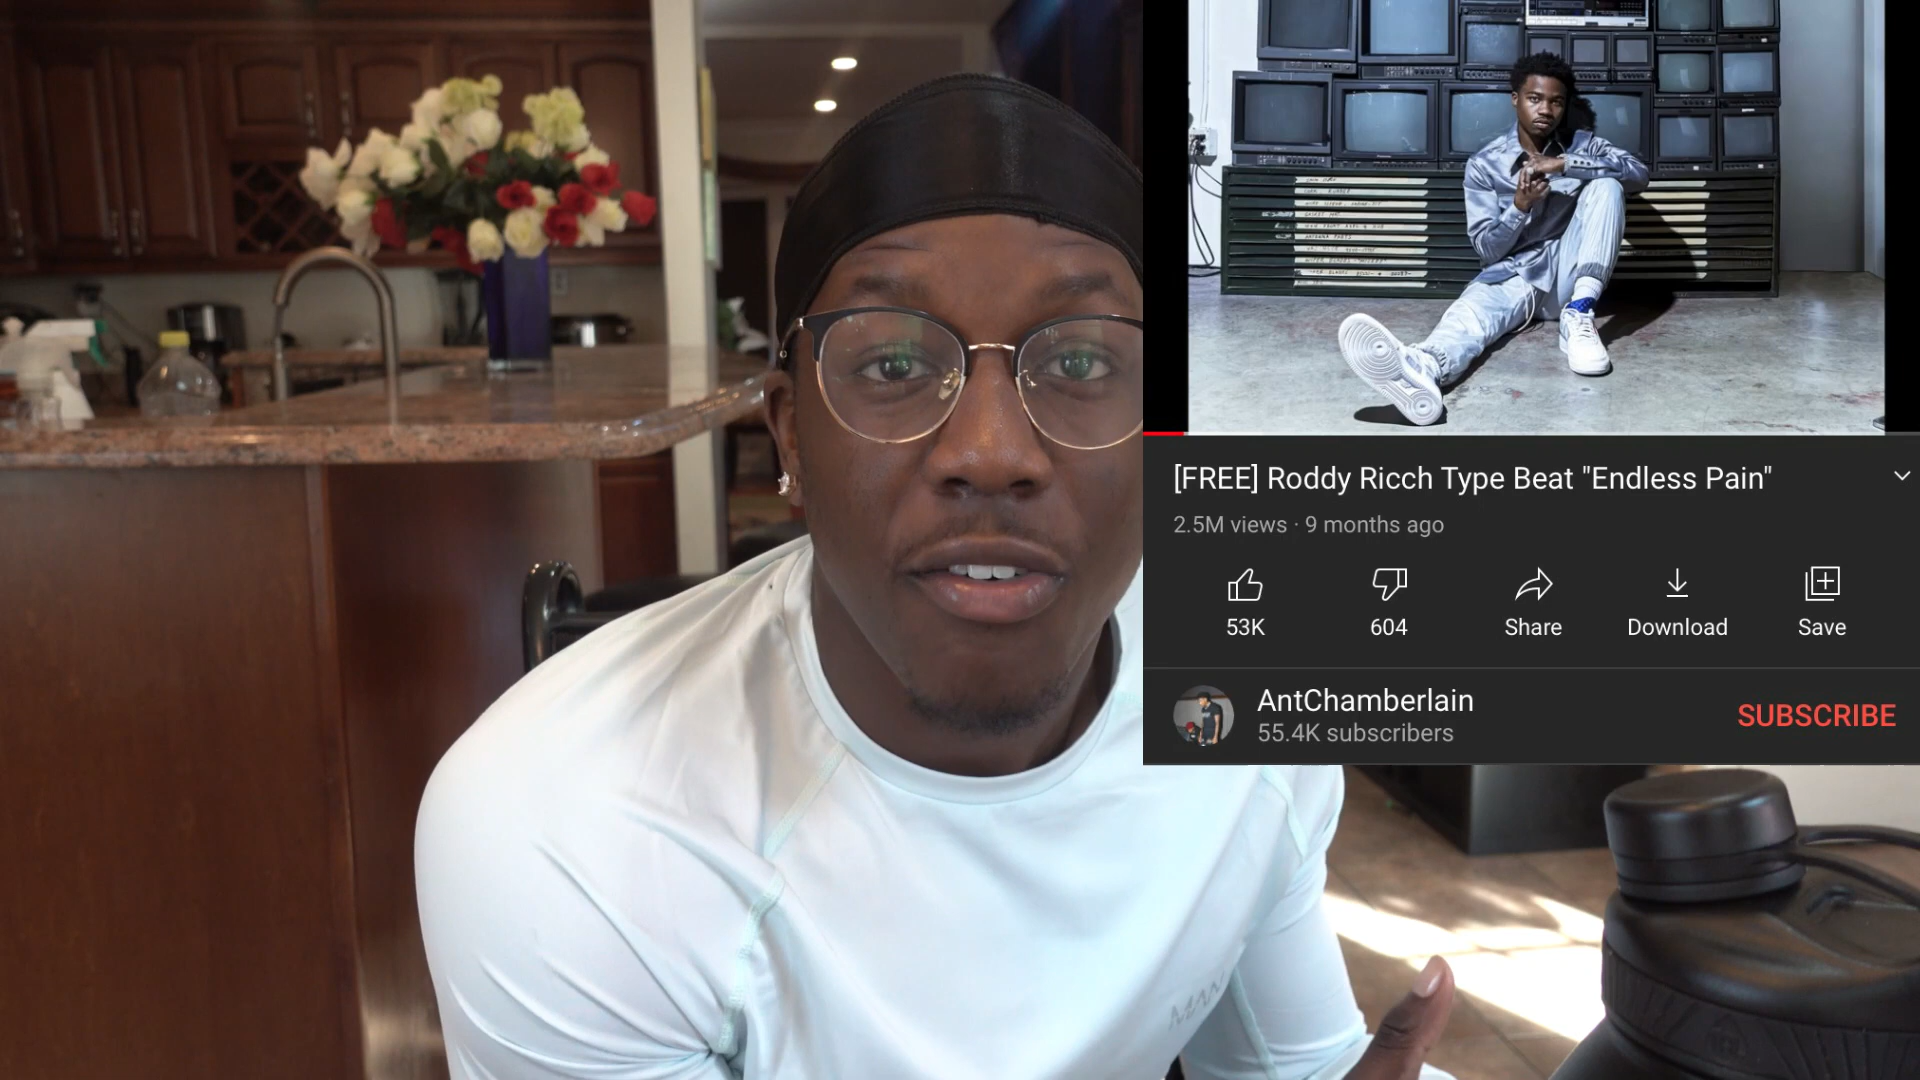 [FREE] Roddy Ricch Type Beat "Endless Pain"
2.5M views · 9 months ago
53K
604
Share
Download
Save
AntChamberlain
55.4K subscribers
SUBSCRIBE